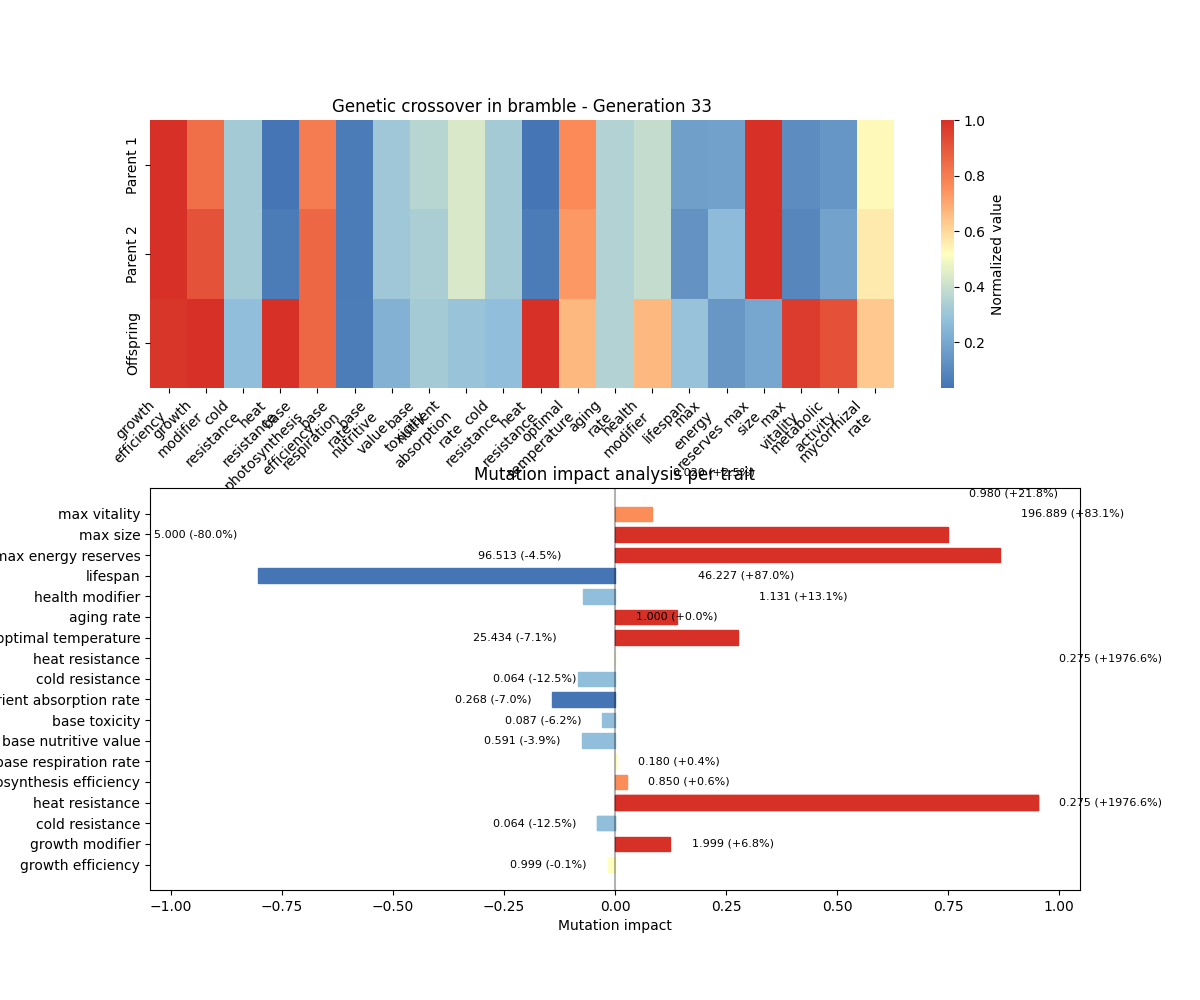 Genetic crossover in bramble - Generation 33
Parent 1
Parent 2
Offspring
1.0
0.8
0.6
0.4
0.2
Normalized value
growth
efficiency
growth
modifier
cold
resistance
heat
resistance
base
photosynthesis
efficiency
base
respiration
rate
base
nutritive
value
base
toxicity
nutrient
absorption
rate
cold
resistance
heat
resistance
optimal
temperature
aging
rate
health
modifier
lifespan
max
energy
reserves
max
size
max
vitality
metabolic
activity
mycorrhizal
rate
Mutation impact analysis per trait
0.980 (+21.8%)
max vitality
196.889 (+83.1%)
max size
5.000 (-80.0%)
max energy reserves
96.513 (-4.5%)
lifespan
46.227 (+87.0%)
health modifier
1.131 (+13.1%)
aging rate
1.000 (+0.0%)
optimal temperature
25.434 (-7.1%)
heat resistance
0.275 (+1976.6%)
cold resistance
0.064 (-12.5%)
rient absorption rate
0.268 (-7.0%)
base toxicity
0.087 (-6.2%)
base nutritive value
0.591 (-3.9%)
base respiration rate
0.180 (+0.4%)
osynthesis efficiency
0.850 (+0.6%)
heat resistance
0.275 (+1976.6%)
cold resistance
0.064 (-12.5%)
growth modifier
1.999 (+6.8%)
growth efficiency
0.999 (-0.1%)
−1.00
−0.75
−0.50
−0.25
0.00
0.25
0.50
0.75
1.00
Mutation impact